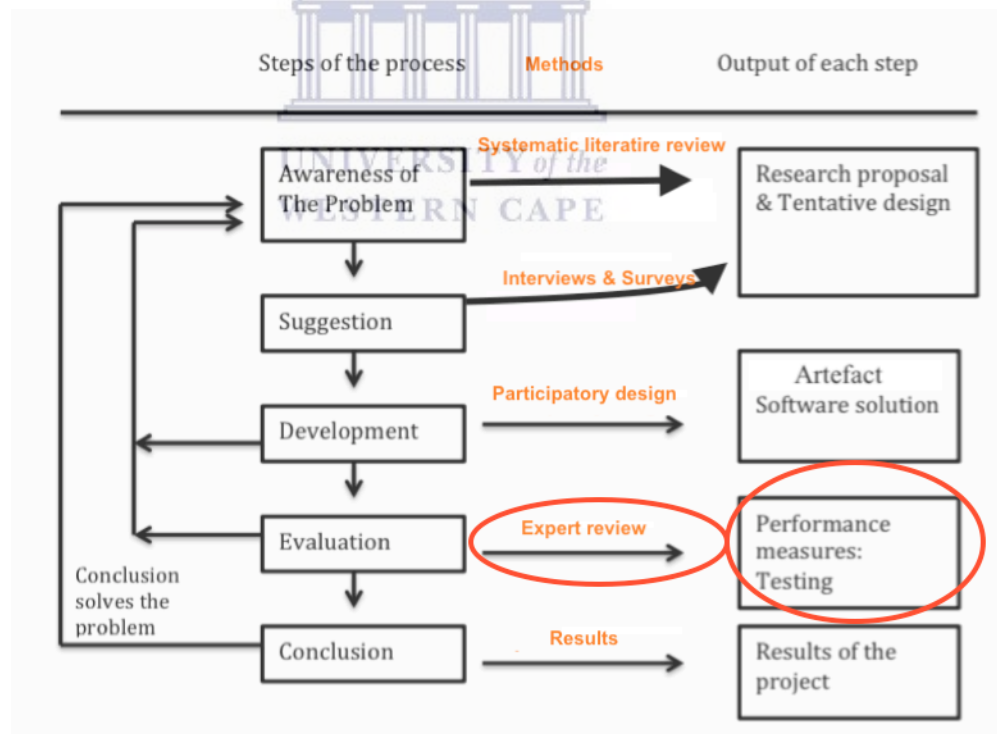 Steps of the process
Methods
Output of each step
UNIVERSITY of the
WESTERN CAPE
Awareness of
The Problem
Systematic literatire review
Research proposal
& Tentative design
Suggestion
Interviews & Surveys
Development
Participatory design
Artefact
Software solution
Evaluation
Expert review
Performance
measures:
Testing
Conclusion
solves the
problem
Conclusion
Results
Results of the
project